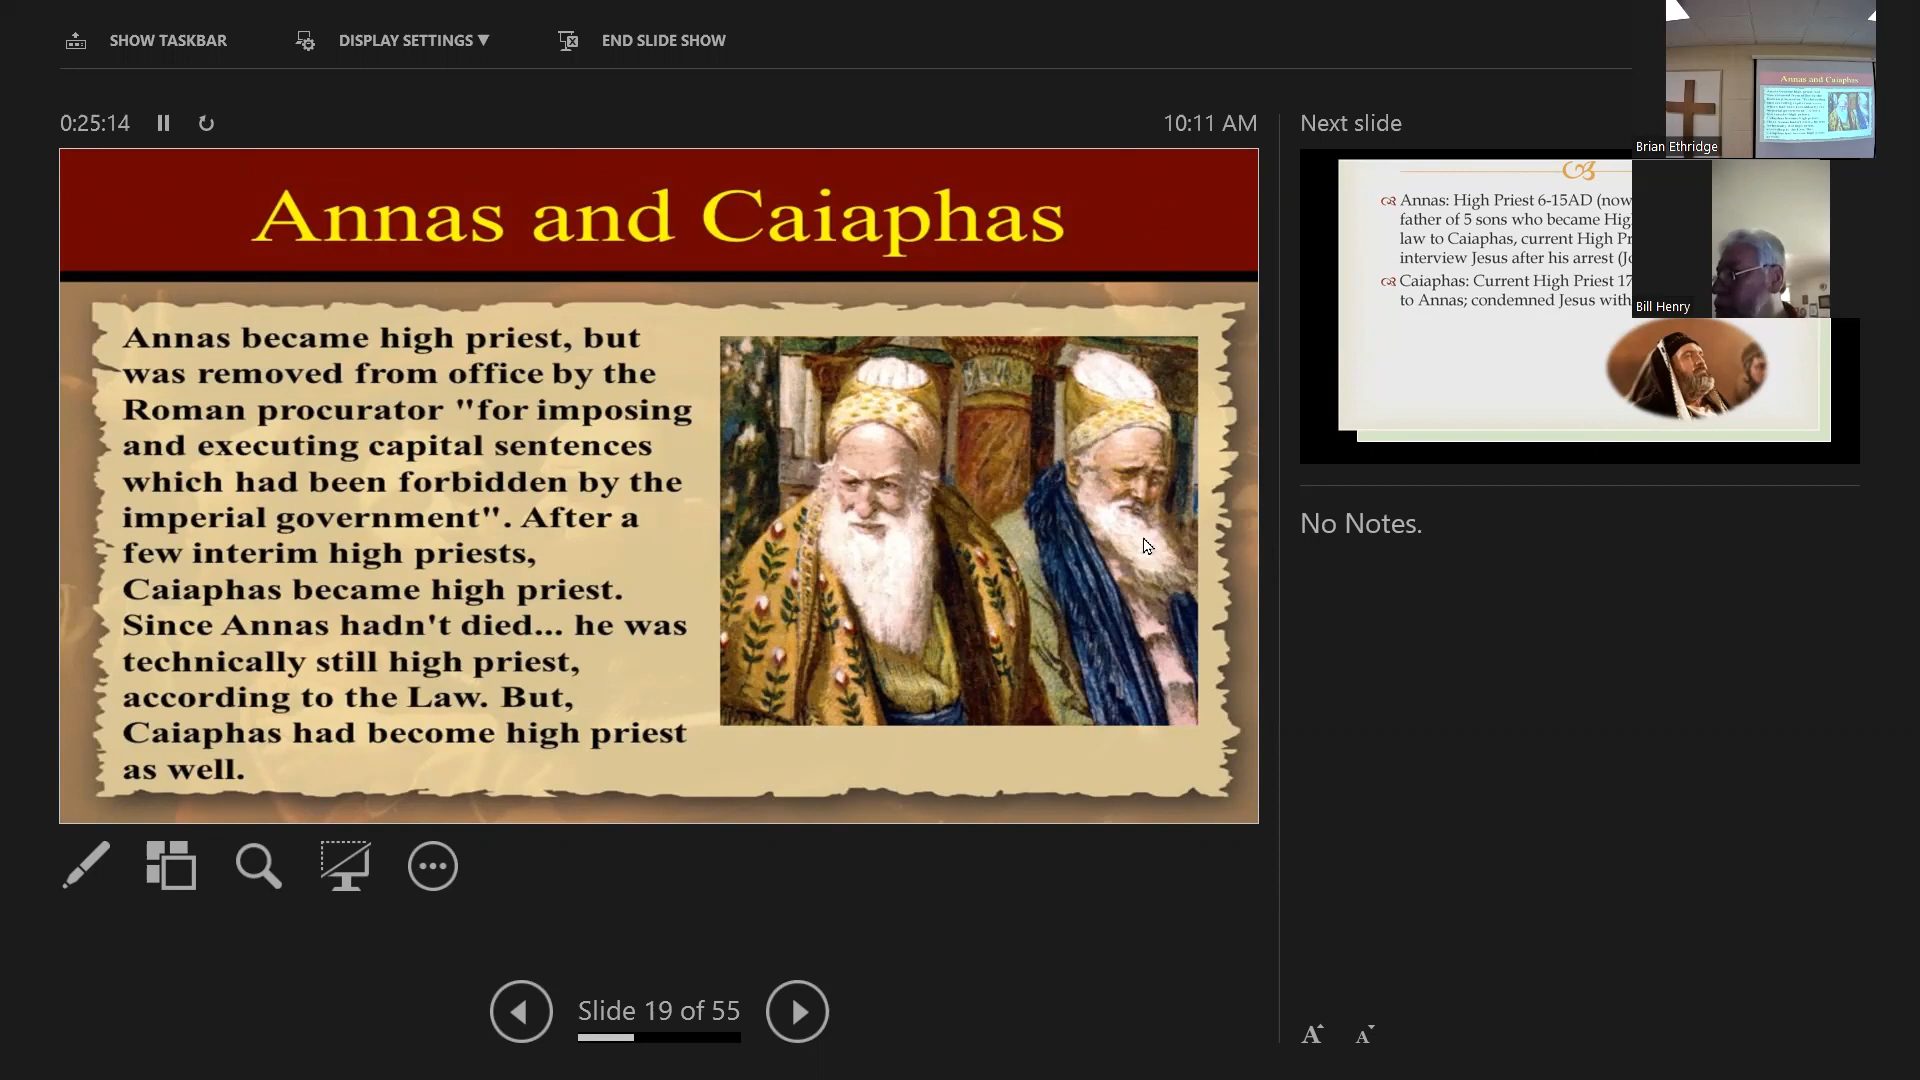 SHOW TASKBAR
DISPLAY SETTINGS ▼
END SLIDE SHOW
0:25:14
10:11 AM
Annas and Caiaphas
Annas became high priest, but
was removed from office by the
Roman procurator "for imposing
and executing capital sentences
which had been forbidden by the
imperial government". After a
few interim high priests,
Caiaphas became high priest.
Since Annas hadn't died... he was
technically still high priest,
according to the Law. But,
Caiaphas had become high priest
as well.
Slide 19 of 55
Next slide
Annas: High Priest 6-15AD (now
father of 5 sons who became
law to Caiaphas, current High
interview Jesus after his arrest
Caiaphas: Current High Priest 17
to Annas; condemned Jesus with
No Notes.
A A
Annas and Caiaphas
Brian Ethridge
Bill Henry